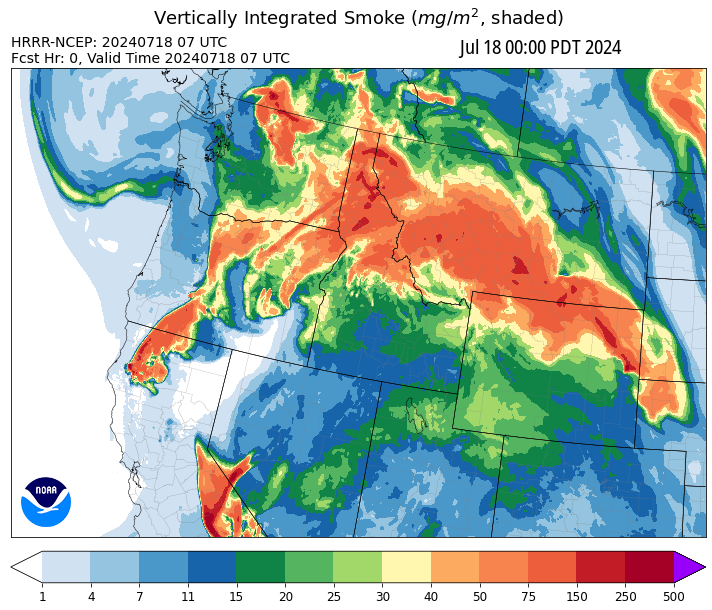 Vertically Integrated Smoke (mg/m², shaded)
HRRR-NCEP: 20240718 07 UTC
Jul 18 00:00 PDT 2024
Fcst Hr: 0, Valid Time 20240718 07 UTC
NOAA
1 4 7 11 15 20 25 30 40 50 75 150 250 500